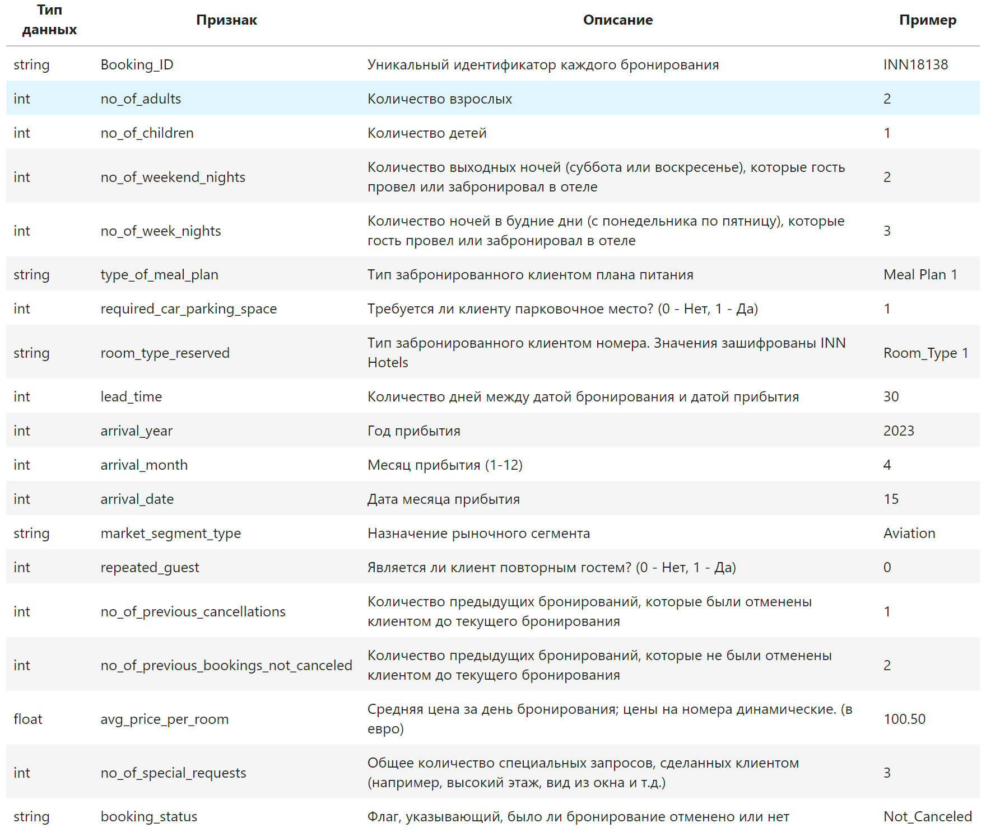 Тип данных Признак Описание Пример
string Booking_ID Уникальный идентификатор каждого бронирования INN18138
int no_of_adults Количество взрослых 2
int no_of_children Количество детей 1
int no_of_weekend_nights Количество выходных ночей (суббота или воскресенье), которые гость
провел или забронировал в отеле 2
int no_of_week_nights Количество ночей в будние дни (с понедельника по пятницу), которые
гость провел или забронировал в отеле 3
string type_of_meal_plan Тип забронированного клиентом плана питания Meal Plan 1
int required_car_parking_space Требуется ли клиенту парковочное место? (0 - Нет, 1 - Да) 1
string room_type_reserved Тип забронированного клиентом номера. Значения зашифрованы INN
Hotels Room_Type 1
int lead_time Количество дней между датой бронирования и датой прибытия 30
int arrival_year Год прибытия 2023
int arrival_month Месяц прибытия (1-12) 4
int arrival_date Дата месяца прибытия 15
string market_segment_type Назначение рыночного сегмента Aviation
int repeated_guest Является ли клиент повторным гостем? (0 - Нет, 1 - Да) 0
int no_of_previous_cancellations Количество предыдущих бронирований, которые были отменены
клиентом до текущего бронирования 1
int no_of_previous_bookings_not_canceled Количество предыдущих бронирований, которые не были отменены
клиентом до текущего бронирования 2
float avg_price_per_room Средняя цена за день бронирования; цены на номера динамические. (в
евро) 100.50
int no_of_special_requests Общее количество специальных запросов, сделанных клиентом
(например, высокий этаж, вид из окна и т.д.) 3
string booking_status Флаг, указывающий, было ли бронирование отменено или нет Not_Canceled